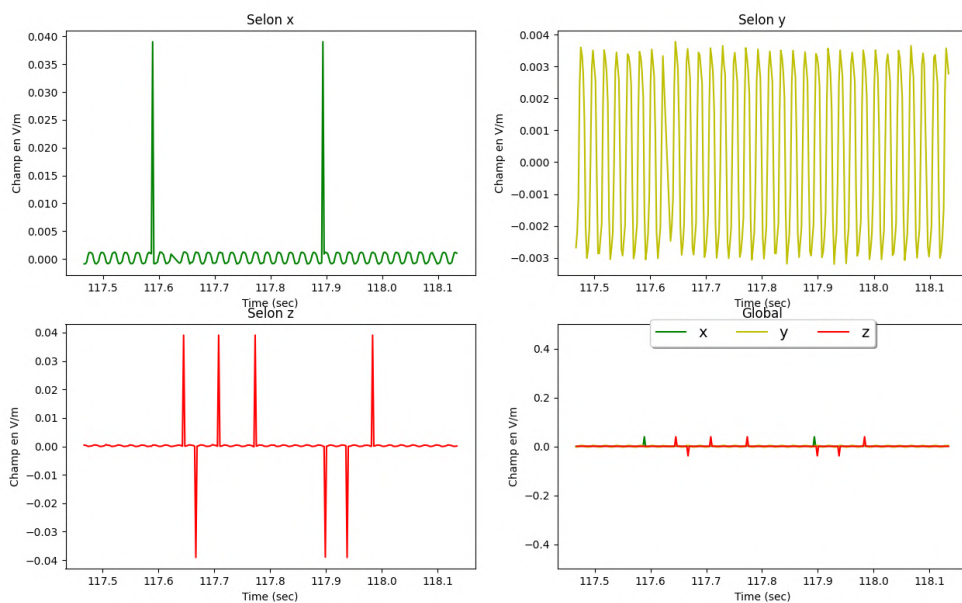 Selon x
Champ en V/m
0.040
0.035
0.030
0.025
0.020
0.015
0.010
0.005
0.000
117.5 117.6 117.7 117.8 117.9 118.0 118.1
Time (sec)
Selon y
Champ en V/m
0.004
0.003
0.002
0.001
0.000
−0.001
−0.002
−0.003
117.5 117.6 117.7 117.8 117.9 118.0 118.1
Time (sec)
Selon z
Champ en V/m
0.04
0.03
0.02
0.01
0.00
−0.01
−0.02
−0.03
−0.04
117.5 117.6 117.7 117.8 117.9 118.0 118.1
Time (sec)
Global
x y z
Champ en V/m
0.4
0.2
0.0
−0.2
−0.4
117.5 117.6 117.7 117.8 117.9 118.0 118.1
Time (sec)